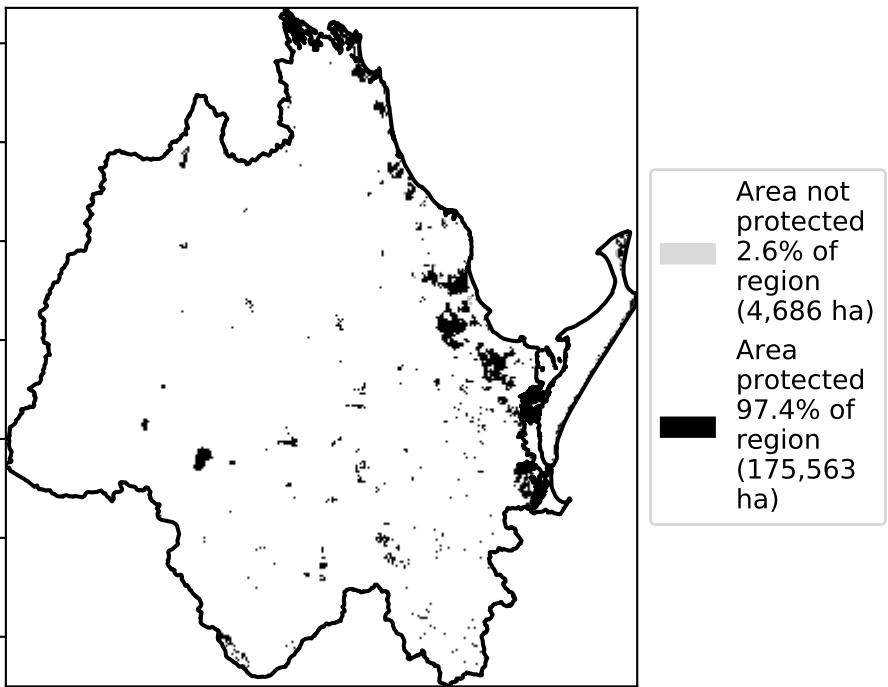 Area not
protected
2.6% of
region
(4,686 ha)
Area
protected
97.4% of
region
(175,563
ha)